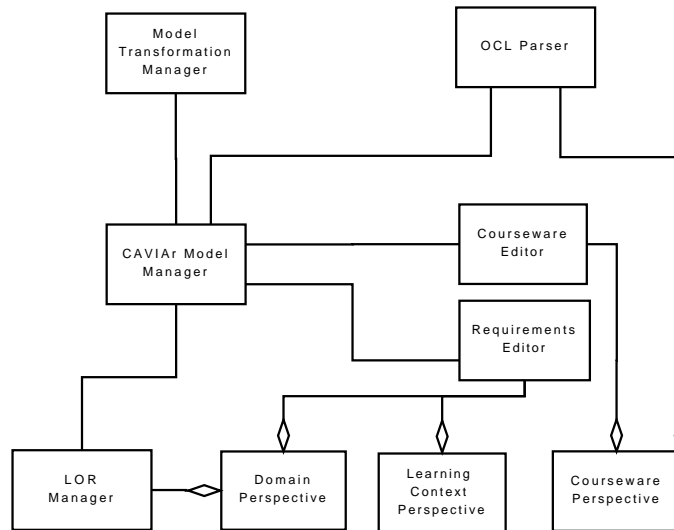 Model
Transformation
Manager
OCL Parser
CAVIAr Model
Manager
Courseware
Editor
Requirements
Editor
LOR
Manager
Domain
Perspective
Learning
Context
Perspective
Courseware
Perspective